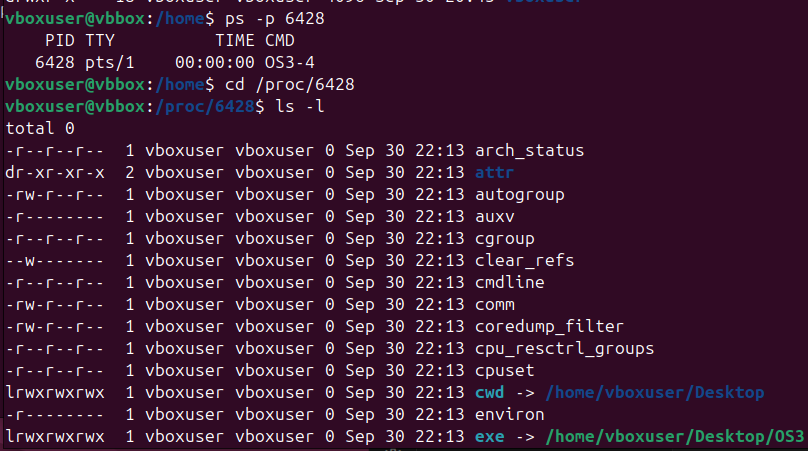 vboxuser@vbbox:/home$ ps -p 6428
    PID TTY          TIME CMD
   6428 pts/1    00:00:00 OS3-4
vboxuser@vbbox:/home$ cd /proc/6428
vboxuser@vbbox:/proc/6428$ ls -l
total 0
-r--r--r--  1 vboxuser vboxuser 0 Sep 30 22:13 arch_status
dr-xr-xr-x  2 vboxuser vboxuser 0 Sep 30 22:13 attr
-rw-r--r--  1 vboxuser vboxuser 0 Sep 30 22:13 autogroup
-r--------  1 vboxuser vboxuser 0 Sep 30 22:13 auxv
-r--r--r--  1 vboxuser vboxuser 0 Sep 30 22:13 cgroup
--w-------  1 vboxuser vboxuser 0 Sep 30 22:13 clear_refs
-r--r--r--  1 vboxuser vboxuser 0 Sep 30 22:13 cmdline
-rw-r--r--  1 vboxuser vboxuser 0 Sep 30 22:13 comm
-rw-r--r--  1 vboxuser vboxuser 0 Sep 30 22:13 coredump_filter
-r--r--r--  1 vboxuser vboxuser 0 Sep 30 22:13 cpu_resctrl_groups
-r--r--r--  1 vboxuser vboxuser 0 Sep 30 22:13 cpuset
lrwxrwxrwx  1 vboxuser vboxuser 0 Sep 30 22:13 cwd -> /home/vboxuser/Desktop
-r--------  1 vboxuser vboxuser 0 Sep 30 22:13 environ
lrwxrwxrwx  1 vboxuser vboxuser 0 Sep 30 22:13 exe -> /home/vboxuser/Desktop/OS3